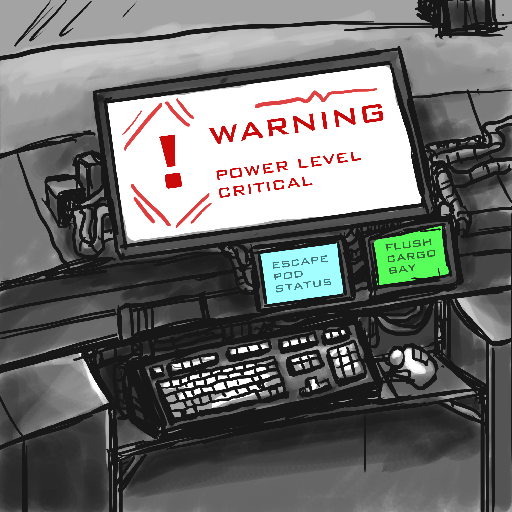 !
WARNING
POWER LEVEL
CRITICAL
ESCAPE
POD
STATUS
FLUSH
CARGO
BAY